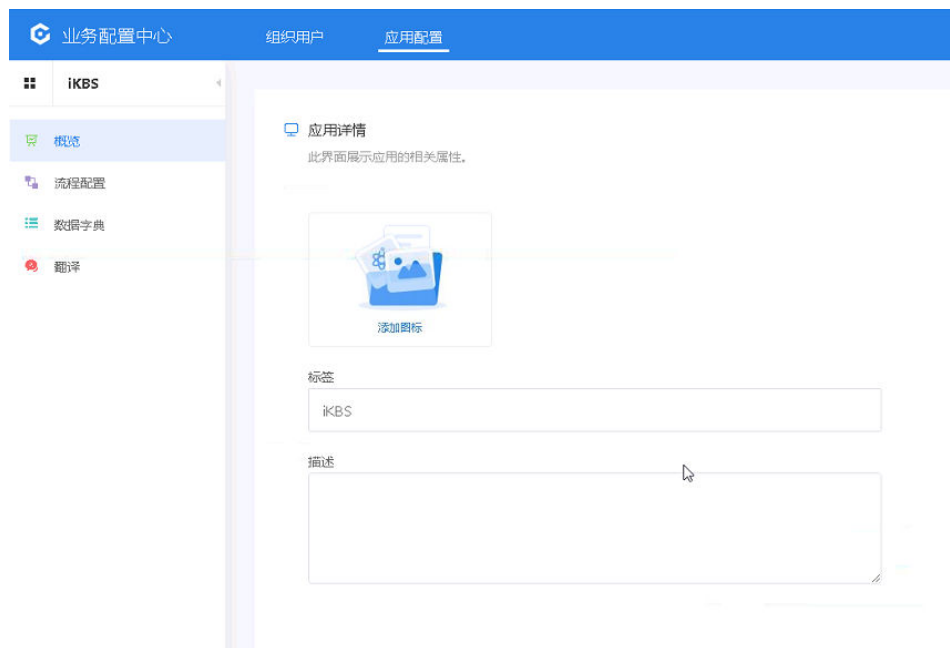 业务配置中心 组织用户 应用配置
iKBS
概览
流程配置
数据字典
翻译
应用详情
此界面展示应用的相关属性。
添加图标
标签
iKBS
描述